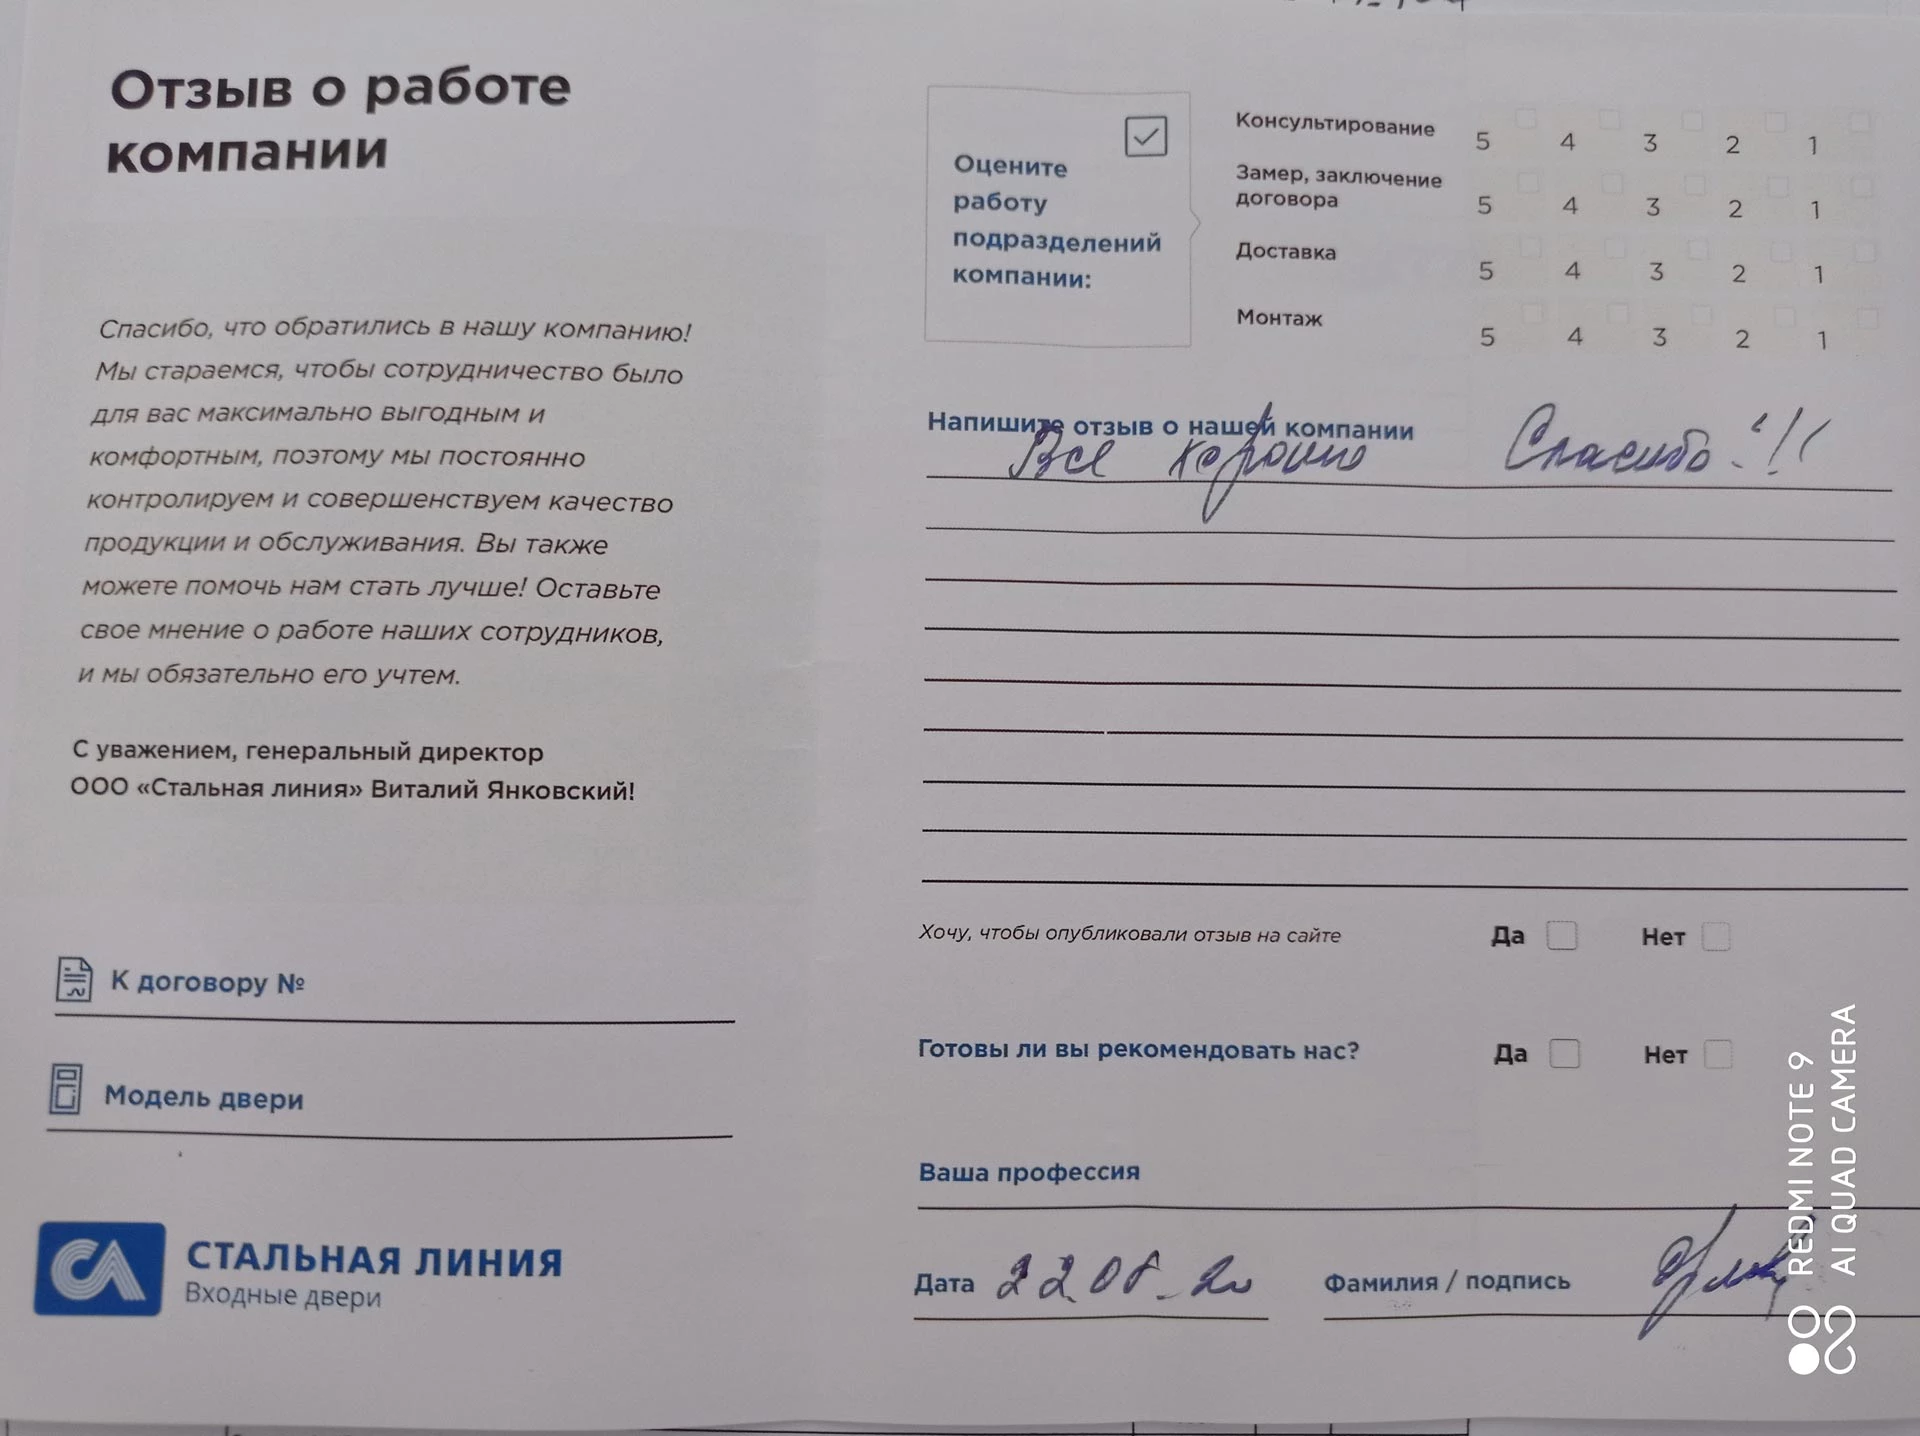 Отзыв о работе
компании
Спасибо, что обратились в нашу компанию!
Мы стараемся, чтобы сотрудничество было
для вас максимально выгодным и
комфортным, поэтому мы постоянно
контролируем и совершенствуем качество
продукции и обслуживания. Вы также
можете помочь нам стать лучше! Оставьте
свое мнение о работе наших сотрудников,
и мы обязательно его учтем.
С уважением, генеральный директор
ООО «Стальная линия» Виталий Янковский!
К договору №
Модель двери
СТАЛЬНАЯ ЛИНИЯ
Входные двери
Оцените
работу
подразделений
компании:
Консультирование 5 4 3 2 1
Замер, заключение
договора 5 4 3 2 1
Доставка 5 4 3 2 1
Монтаж 5 4 3 2 1
Напишите отзыв о нашей компании
Все хорошо Спасибо!!!
Хочу, чтобы опубликовали отзыв на сайте Да Нет
Готовы ли вы рекомендовать нас? Да Нет
Ваша профессия
Дата 22.08.20 Фамилия / подпись
REDMI NOTE 9
AI QUAD CAMERA